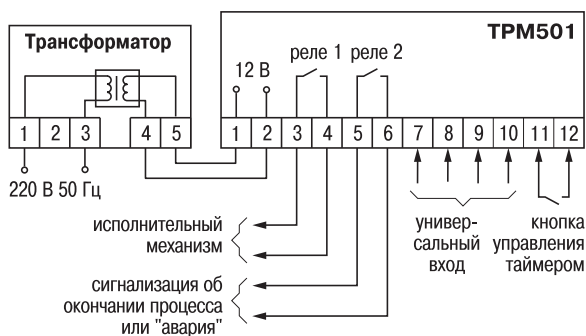 Трансформатор
ТРМ501
12 В
реле 1
реле 2
1 2 3 4 5
1 2 3 4 5 6 7 8 9 10 11 12
220 В 50 Гц
исполнительный
механизм
сигнализация об
окончании процесса
или "авария"
универ-
сальный
вход
кнопка
управления
таймером